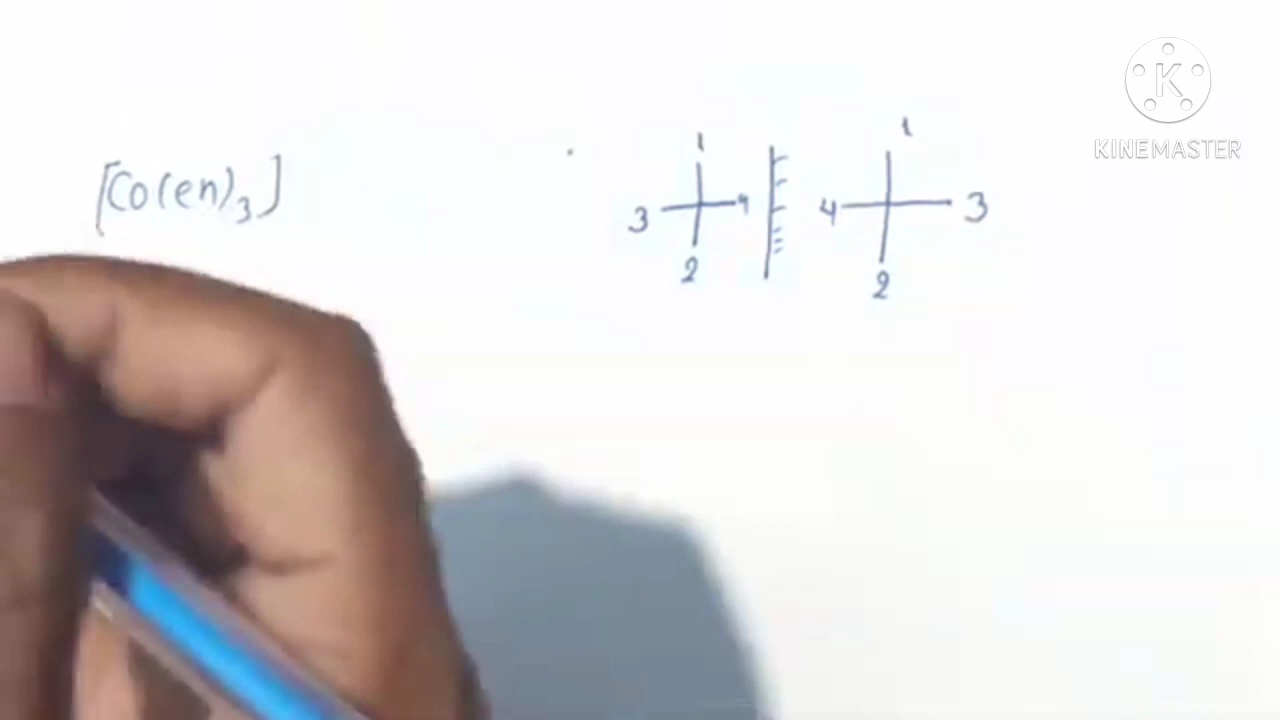 [Co(en)₃]
1 1
3 4 4 3
2 2
K
KINEMASTER